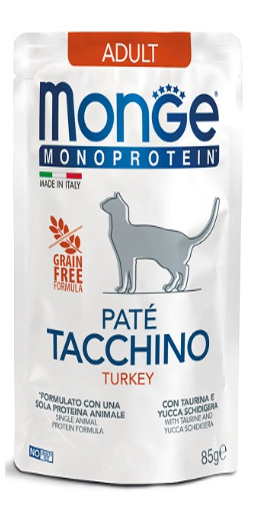 ADULT
MONGE
MONOPROTEIN®
MADE IN ITALY
GRAIN
FREE
FORMULA
PATÉ
TACCHINO
TURKEY
*FORMULATO CON UNA
SOLA PROTEINA ANIMALE
SINGLE ANIMAL
PROTEIN FORMULA
CON TAURINA E
YUCCA SCHIDIGERA
WITH TAURINE AND
YUCCA SCHIDIGERA
NO
85g℮